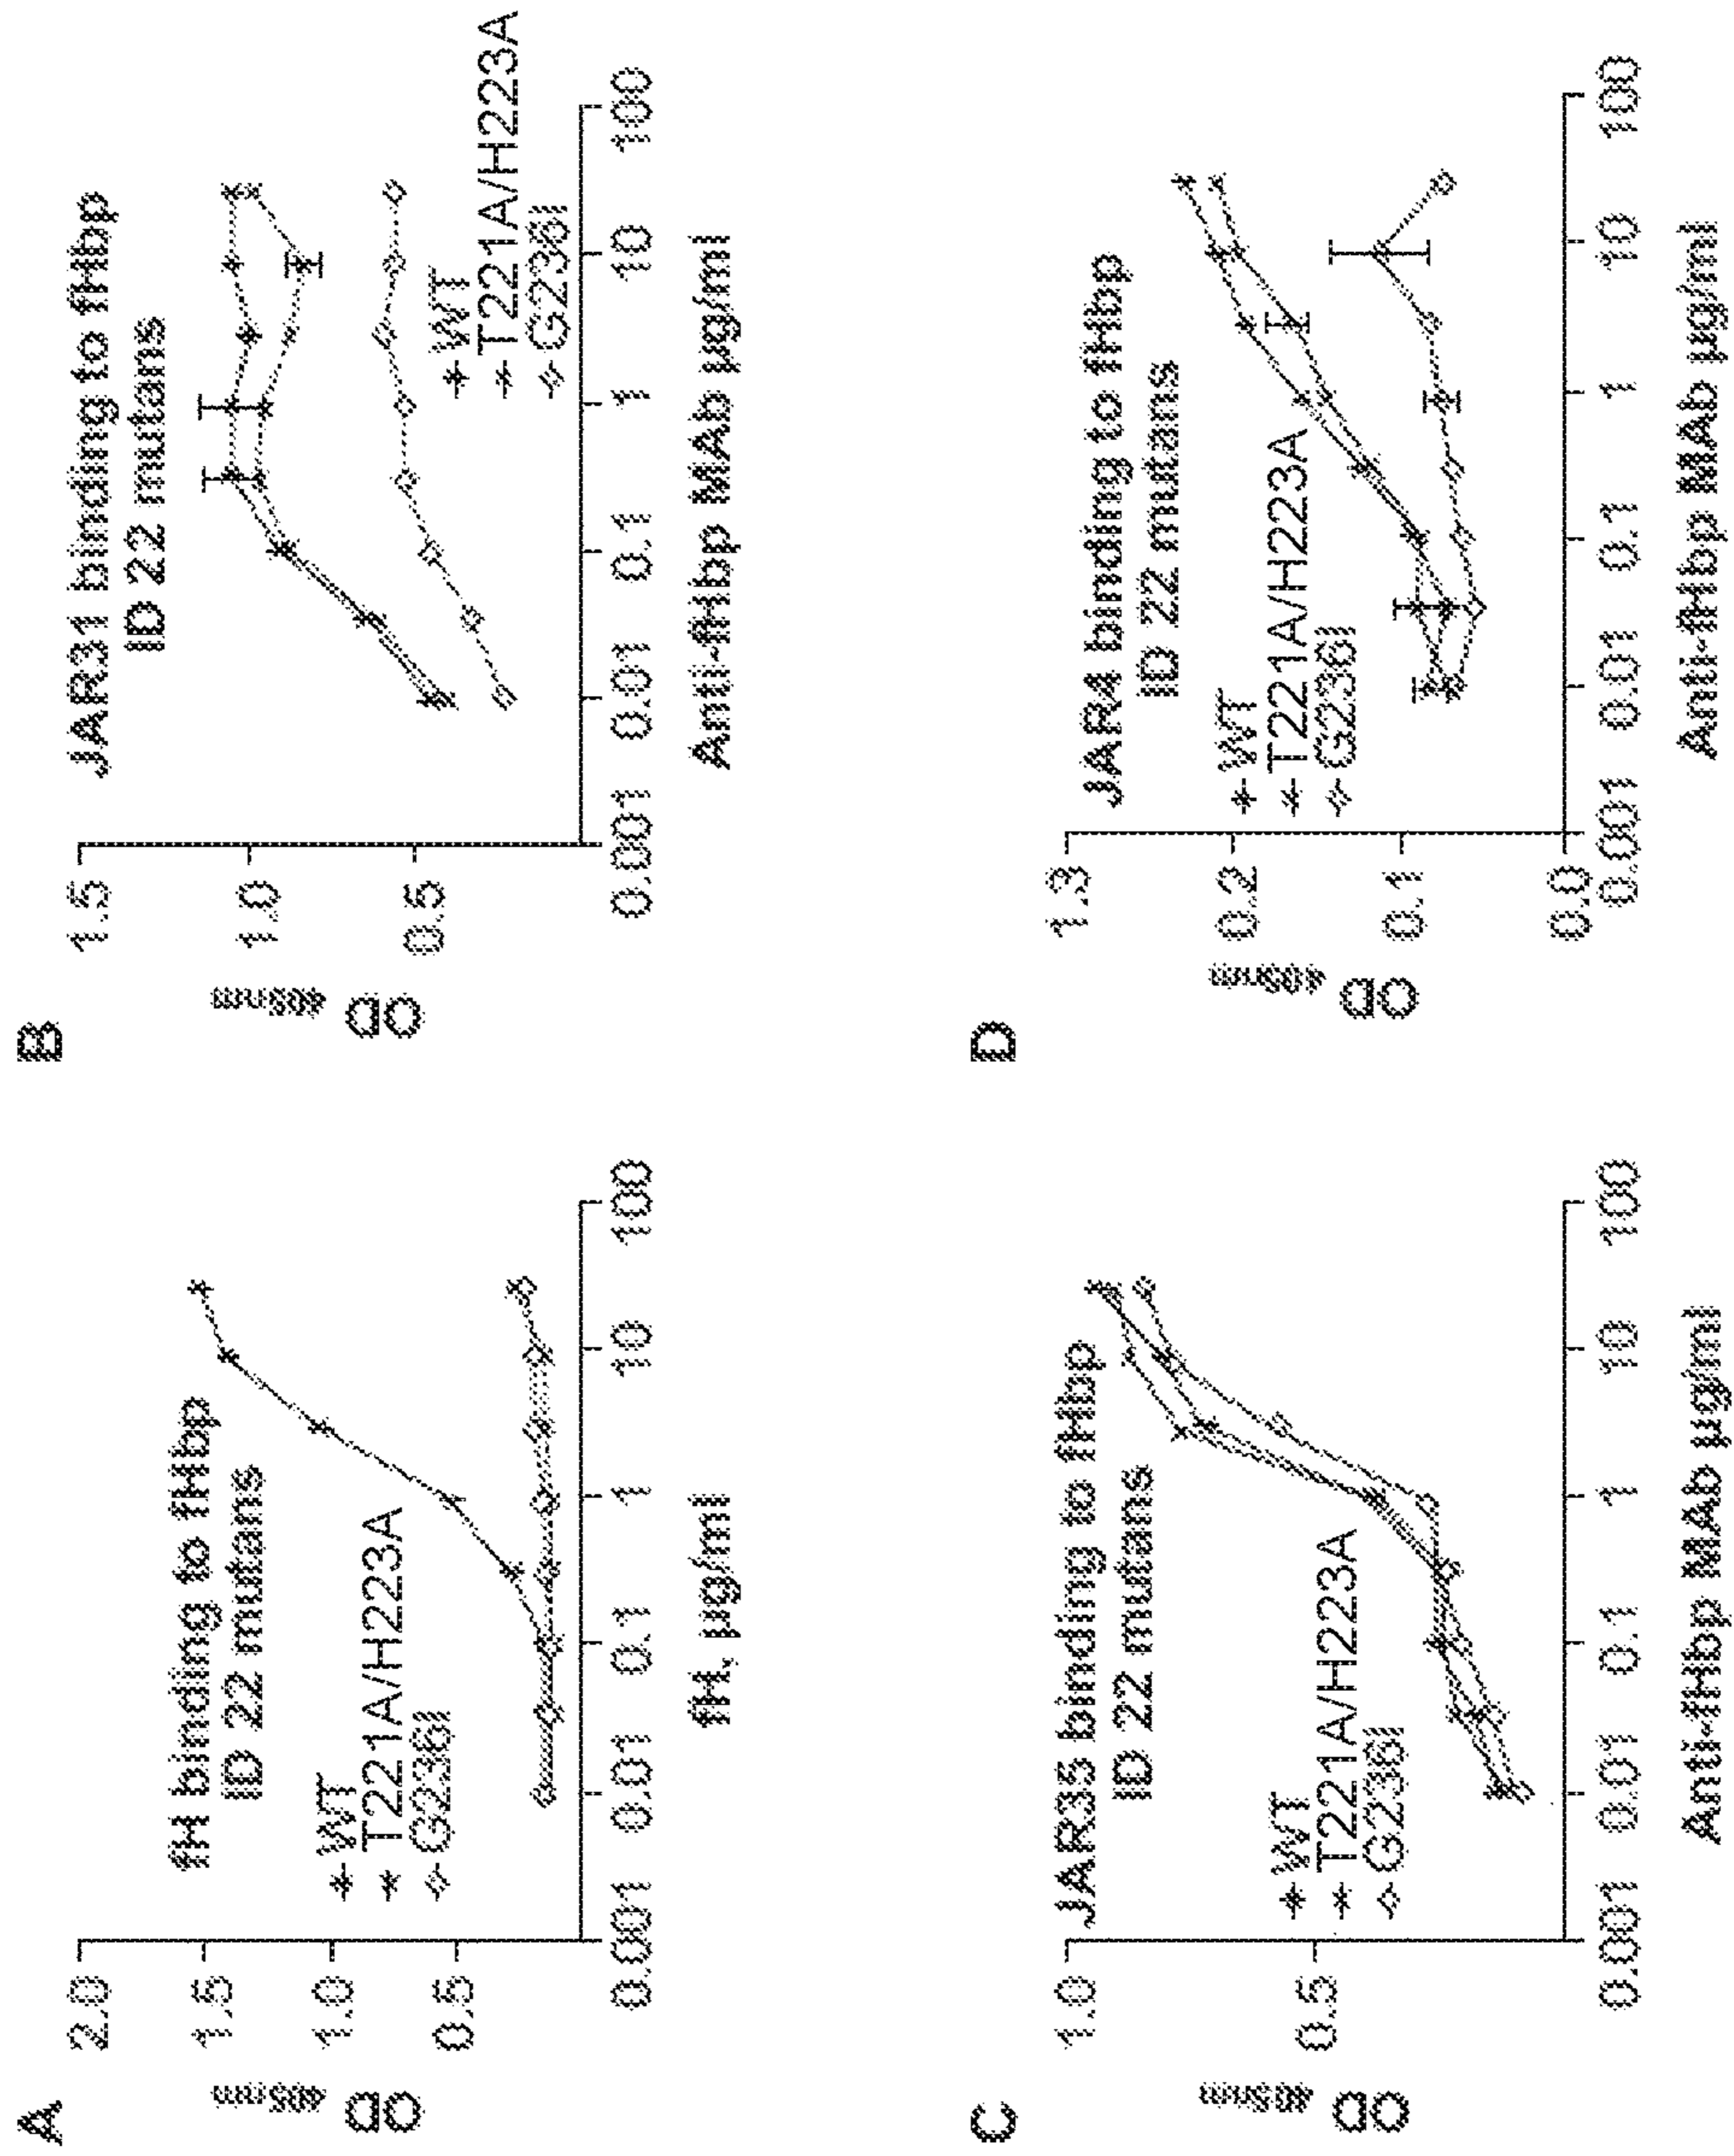 A
fH binding to fHbp
ID 22 mutans
2.0
1.5
1.0
0.5
OD
405nm
WT
T221A/H223A
G236I
0.001
0.01
0.1
1
10
100
fH, µg/ml
B
JAR31 binding to fHbp
ID 22 mutans
1.5
1.0
0.5
OD
405nm
WT
T221A/H223A
G236I
0.001
0.01
0.1
1
10
100
Anti-fHbp MAb µg/ml
C
JAR35 binding to fHbp
ID 22 mutans
1.0
0.5
OD
405nm
WT
T221A/H223A
G236I
0.001
0.01
0.1
1
10
100
Anti-fHbp MAb µg/ml
D
JAR4 binding to fHbp
ID 22 mutans
1.3
0.2
0.1
0.0
OD
405nm
WT
T221A/H223A
G236I
0.001
0.01
0.1
1
10
100
Anti-fHbp MAb µg/ml